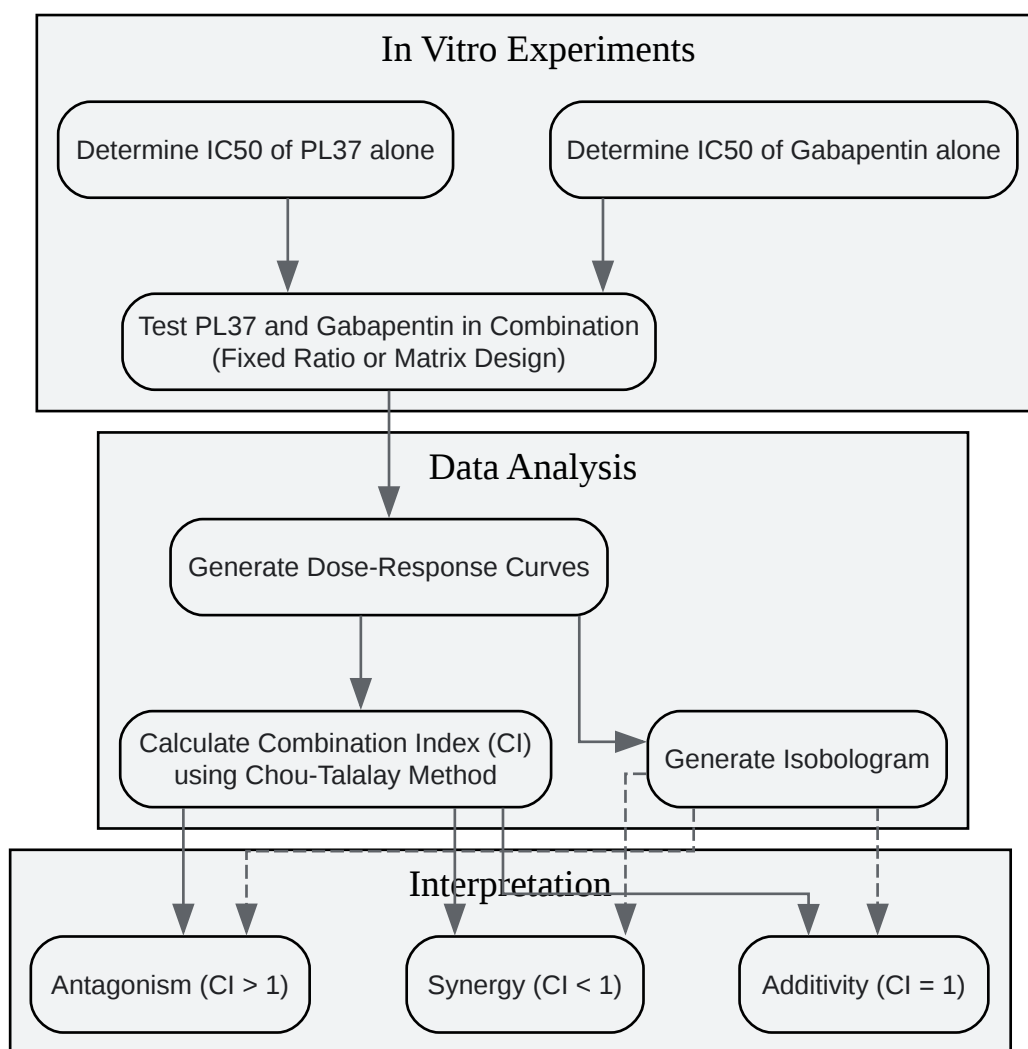 In Vitro Experiments
Determine IC50 of PL37 alone
Determine IC50 of Gabapentin alone
Test PL37 and Gabapentin in Combination
(Fixed Ratio or Matrix Design)
Data Analysis
Generate Dose-Response Curves
Calculate Combination Index (CI)
using Chou-Talalay Method
Generate Isobologram
Interpretation
Antagonism (CI > 1)
Synergy (CI < 1)
Additivity (CI = 1)